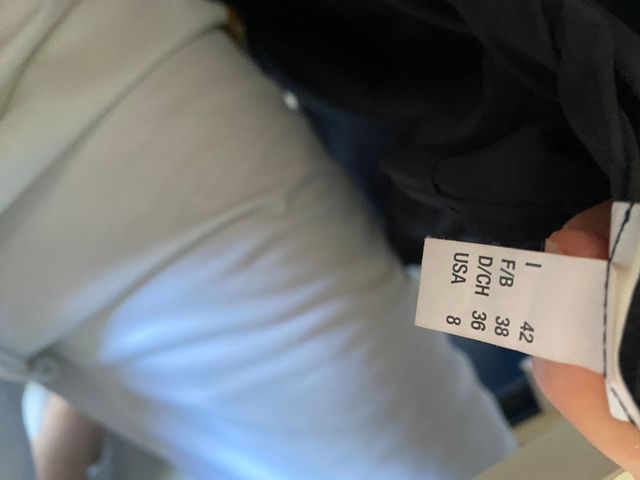 I 42
F/B 38
D/CH 36
USA 8